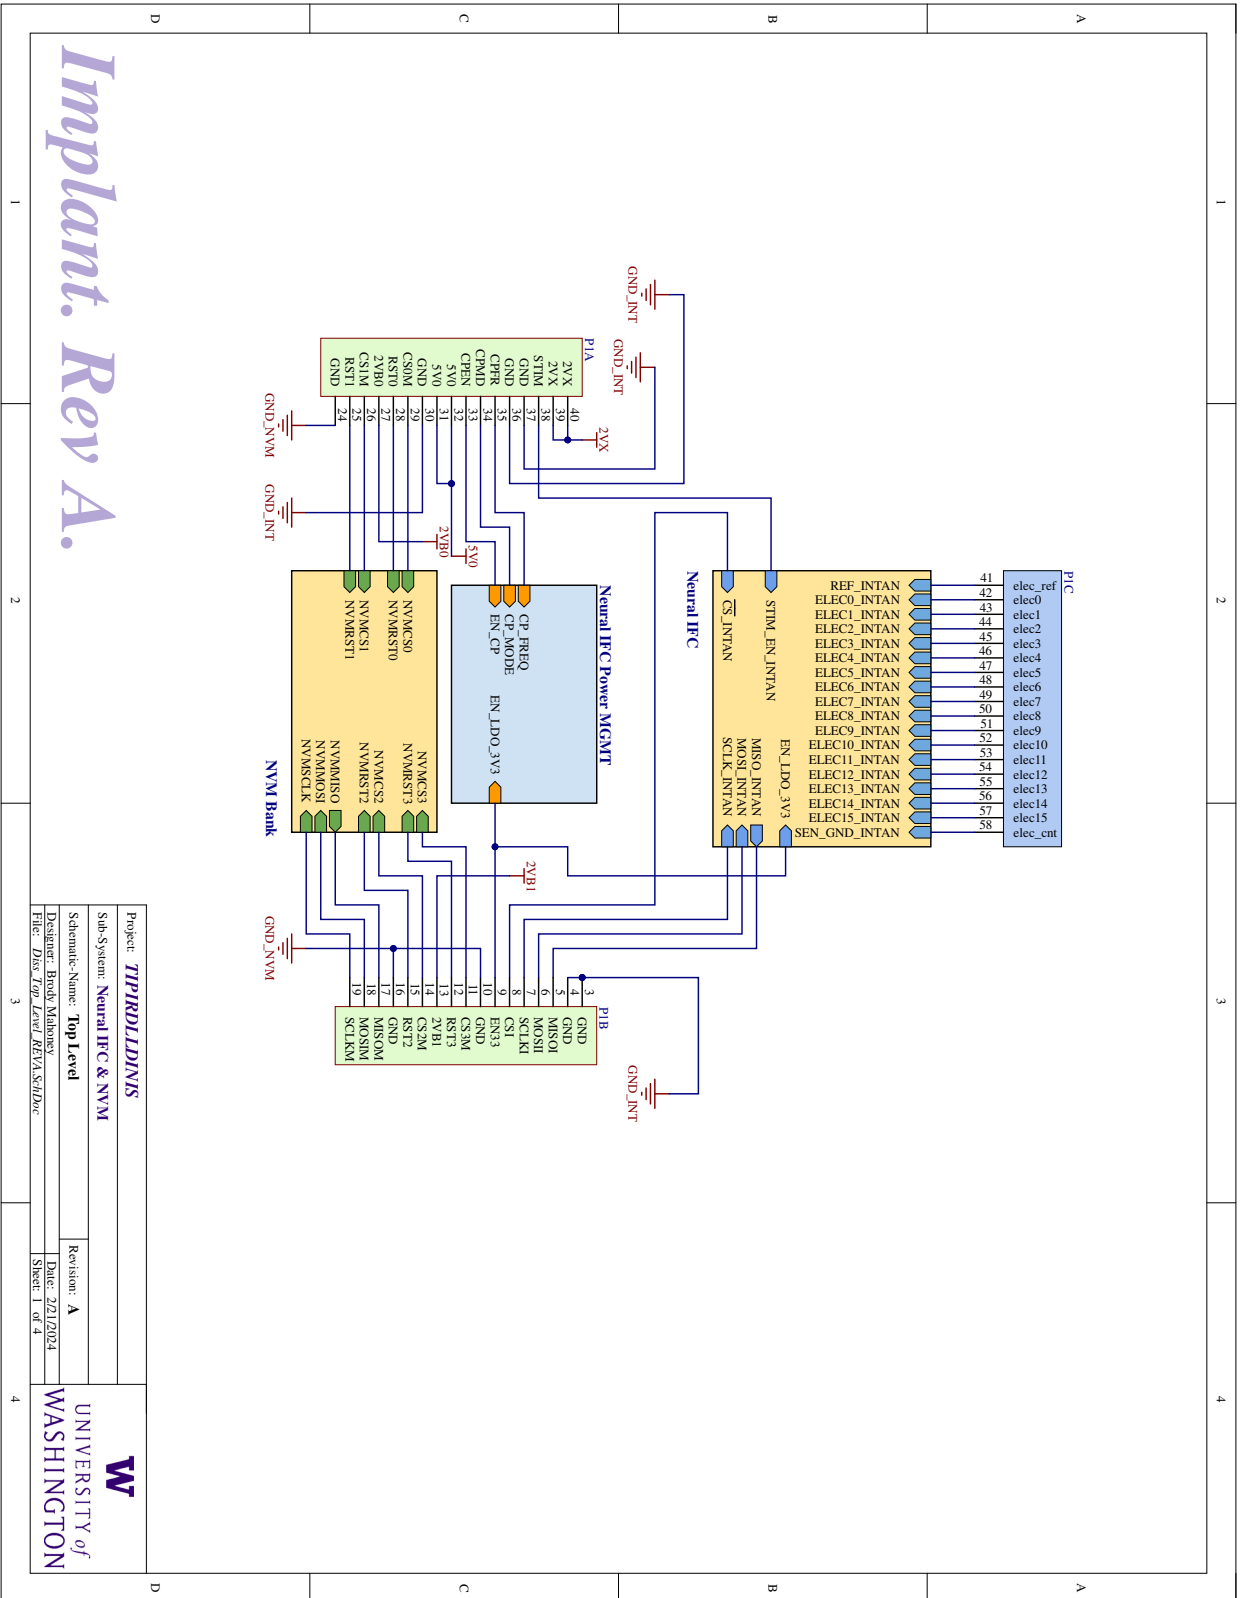 1
2
3
4
A
A
P1C
elec_ref
elec0
elec1
elec2
elec3
elec4
elec5
elec6
elec7
elec8
elec9
elec10
elec11
elec12
elec13
elec14
elec15
elec_cnt
41
42
43
44
45
46
47
48
49
50
51
52
53
54
55
56
57
58
B
B
REF_INTAN
ELEC0_INTAN
ELEC1_INTAN
ELEC2_INTAN
ELEC3_INTAN
ELEC4_INTAN
ELEC5_INTAN
ELEC6_INTAN
ELEC7_INTAN
ELEC8_INTAN
ELEC9_INTAN
ELEC10_INTAN
ELEC11_INTAN
ELEC12_INTAN
ELEC13_INTAN
ELEC14_INTAN
ELEC15_INTAN
SEN_GND_INTAN
STIM_EN_INTAN
CS_INTAN
EN_LDO_3V3
MISO_INTAN
MOSI_INTAN
SCLK_INTAN
Neural IFC
GND_INT
GND_INT
GND_INT
P1A
2VX 40
2VX 39
STIM 38
GND 37
GND 36
CPFR 35
CPMD 34
CPEN 33
5V0 32
5V0 31
GND 30
CS0M 29
RST0 28
2VB0 27
CS1M 26
RST1 25
GND 24
2VX
5V0
2VB0
GND_NVM
GND_INT
Neural IFC Power MGMT
CP_FREQ
CP_MODE
EN_CP
EN_LDO_3V3
C
C
NVMCS0
NVMRST0
NVMCS1
NVMRST1
NVMCS3
NVMRST3
NVMCS2
NVMRST2
NVMMISO
NVMMOSI
NVMSCLK
NVM Bank
2VB1
GND_NVM
P1B
3 GND
4 GND
5 MISOI
6 MOSII
7 SCLKI
8 CSI
9 EN33
10 GND
11 CS3M
12 RST3
13 2VB1
14 CS2M
15 RST2
16 GND
17 MISOM
18 MOSIM
19 SCLKM
D
D
Implant. Rev A.
Project: TIPIRDLLDINIS
Sub-System: Neural IFC & NVM
Schematic-Name: Top Level
Revision: A
Designer: Brody Mahoney
Date: 2/21/2024
File: Diss_Top_Level_REVA.SchDoc
Sheet: 1 of 4
W
UNIVERSITY of
WASHINGTON
1
2
3
4